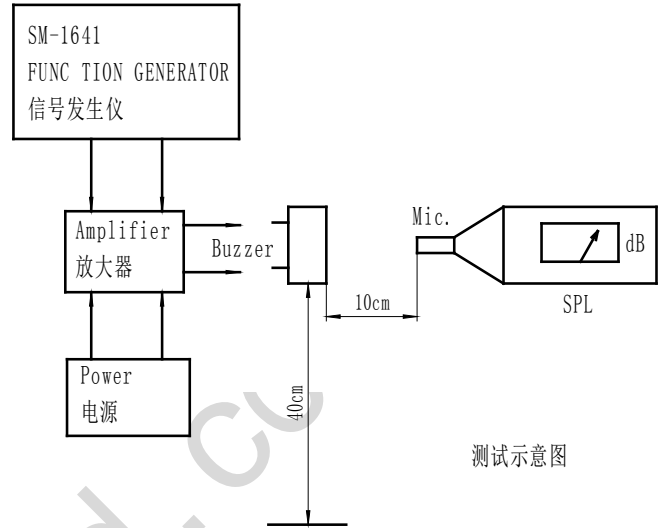 SM-1641
FUNC TION GENERATOR
信号发生仪
Amplifier
放大器
Buzzer
Mic.
dB
SPL
10cm
40cm
Power
电源
测试示意图